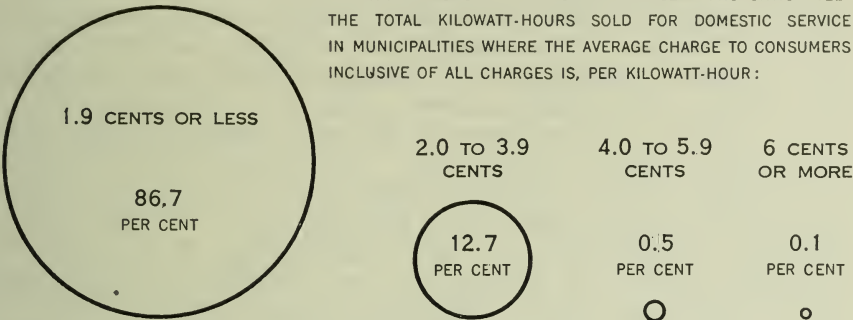 THE TOTAL KILOWATT-HOURS SOLD FOR DOMESTIC SERVICE
IN MUNICIPALITIES WHERE THE AVERAGE CHARGE TO CONSUMERS
INCLUSIVE OF ALL CHARGES IS, PER KILOWATT-HOUR:
1.9 CENTS OR LESS
86.7
PER CENT
2.0 TO 3.9
CENTS
12.7
PER CENT
4.0 TO 5.9
CENTS
0.5
PER CENT
6 CENTS
OR MORE
0.1
PER CENT